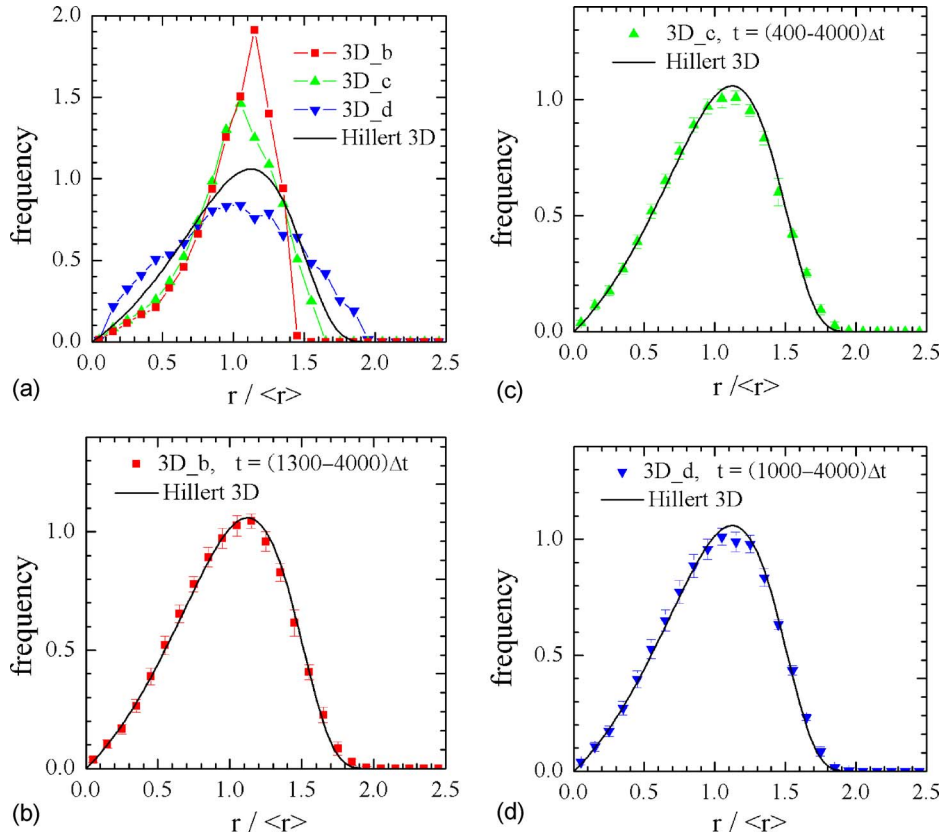 2.0
1.5
1.0
0.5
0.0
frequency
3D_b
3D_c
3D_d
Hillert 3D
0.0 0.5 1.0 1.5 2.0 2.5
r / <r>
(a)
1.0
0.5
0.0
frequency
3D_c, t = (400-4000)Δt
Hillert 3D
0.0 0.5 1.0 1.5 2.0 2.5
r / <r>
(c)
1.0
0.5
0.0
frequency
3D_b, t = (1300–4000)Δt
Hillert 3D
0.0 0.5 1.0 1.5 2.0 2.5
r / <r>
(b)
1.0
0.5
0.0
frequency
3D_d, t = (1000-4000)Δt
Hillert 3D
0.0 0.5 1.0 1.5 2.0 2.5
r / <r>
(d)